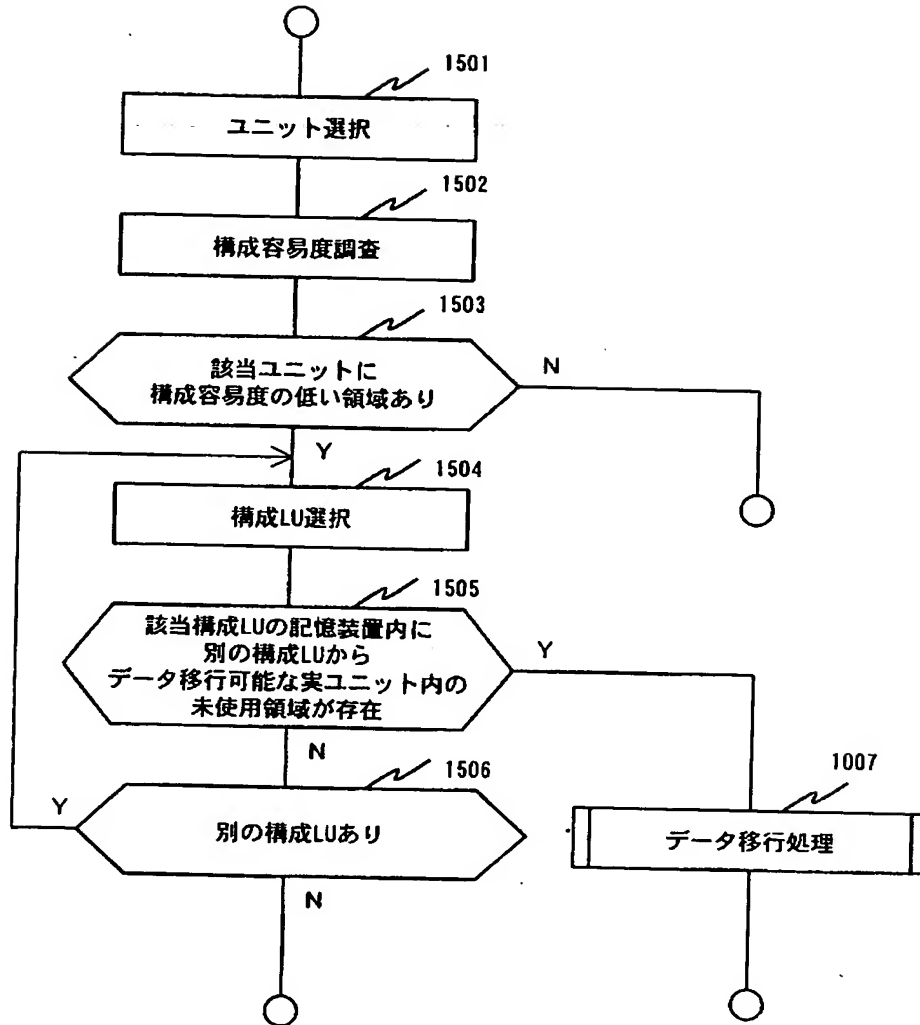 1501
ユニット選択
1502
構成容易度調査
1503
該当ユニットに
構成容易度の低い領域あり
N
Y
1504
構成LU選択
1505
該当構成LUの記憶装置内に
別の構成LUから
データ移行可能な実ユニット内の
未使用領域が存在
Y
N
1506
Y
別の構成LUあり
N
1007
データ移行処理